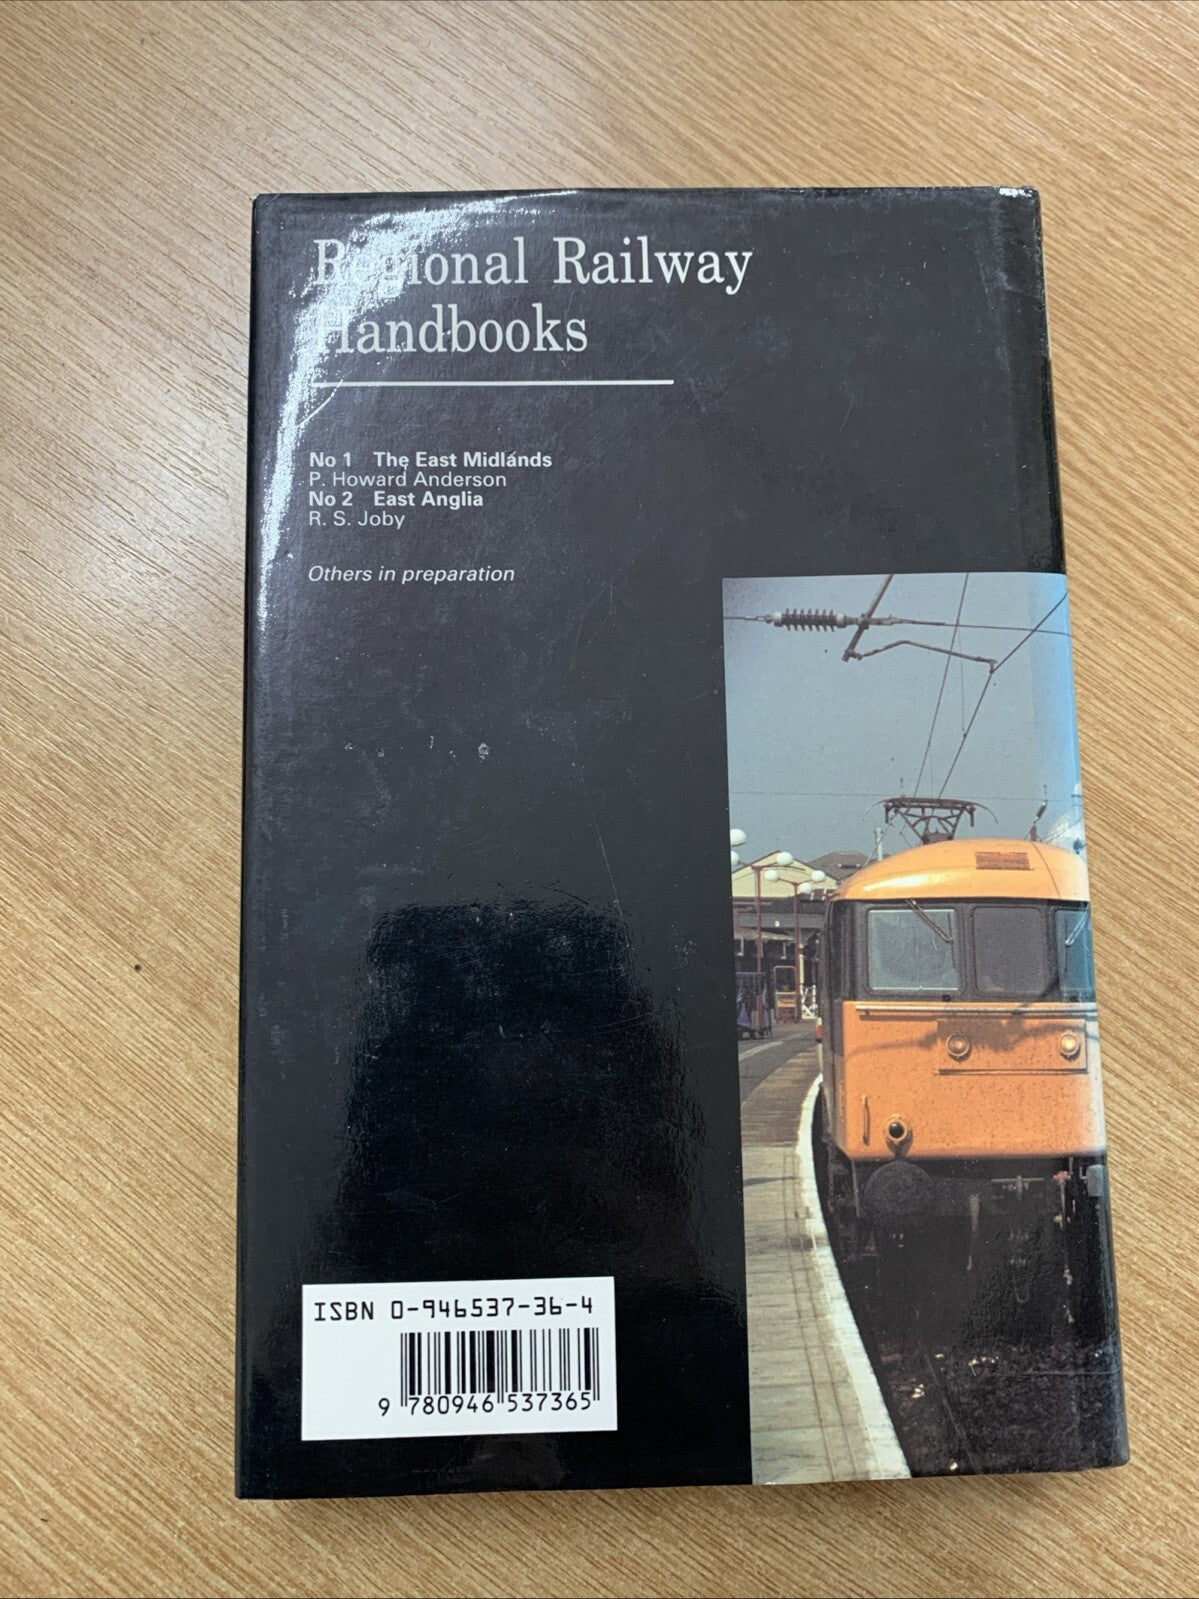 Regional Railway
Handbooks
No 1 The East Midlands
P. Howard Anderson
No 2 East Anglia
R. S. Joby
Others in preparation
ISBN 0-946537-36-4
9 780946 537365